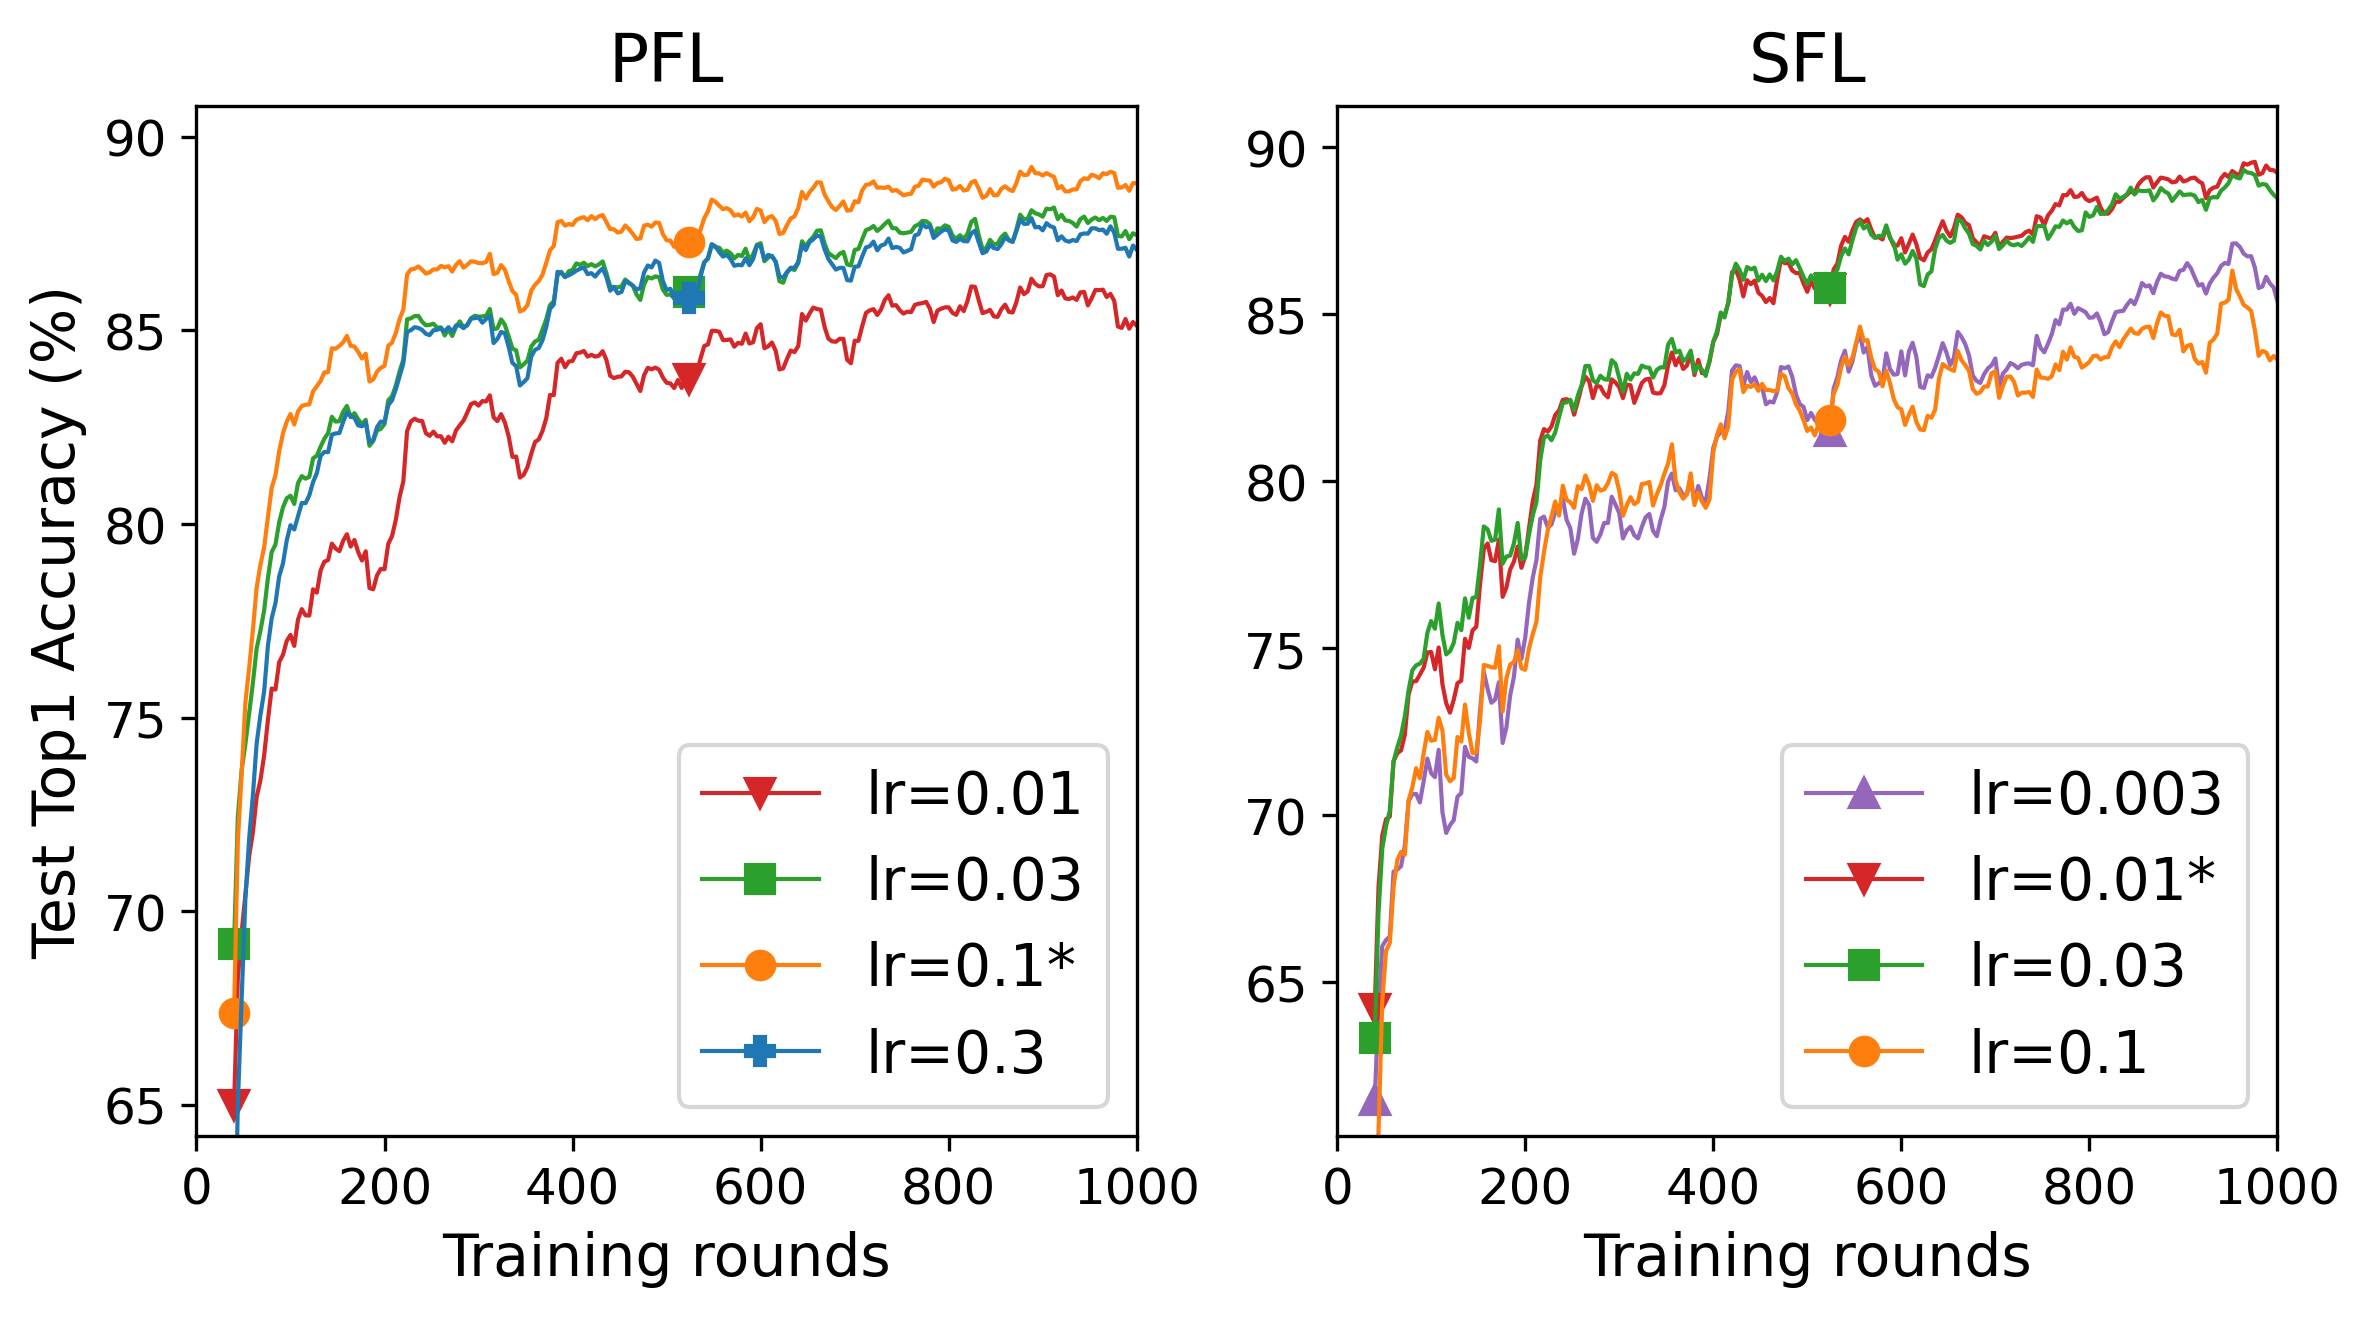 PFL
Test Top1 Accuracy (%)
90
85
80
75
70
65
0 200 400 600 800 1000
Training rounds
lr=0.01
lr=0.03
lr=0.1*
lr=0.3
SFL
90
85
80
75
70
65
0 200 400 600 800 1000
Training rounds
lr=0.003
lr=0.01*
lr=0.03
lr=0.1